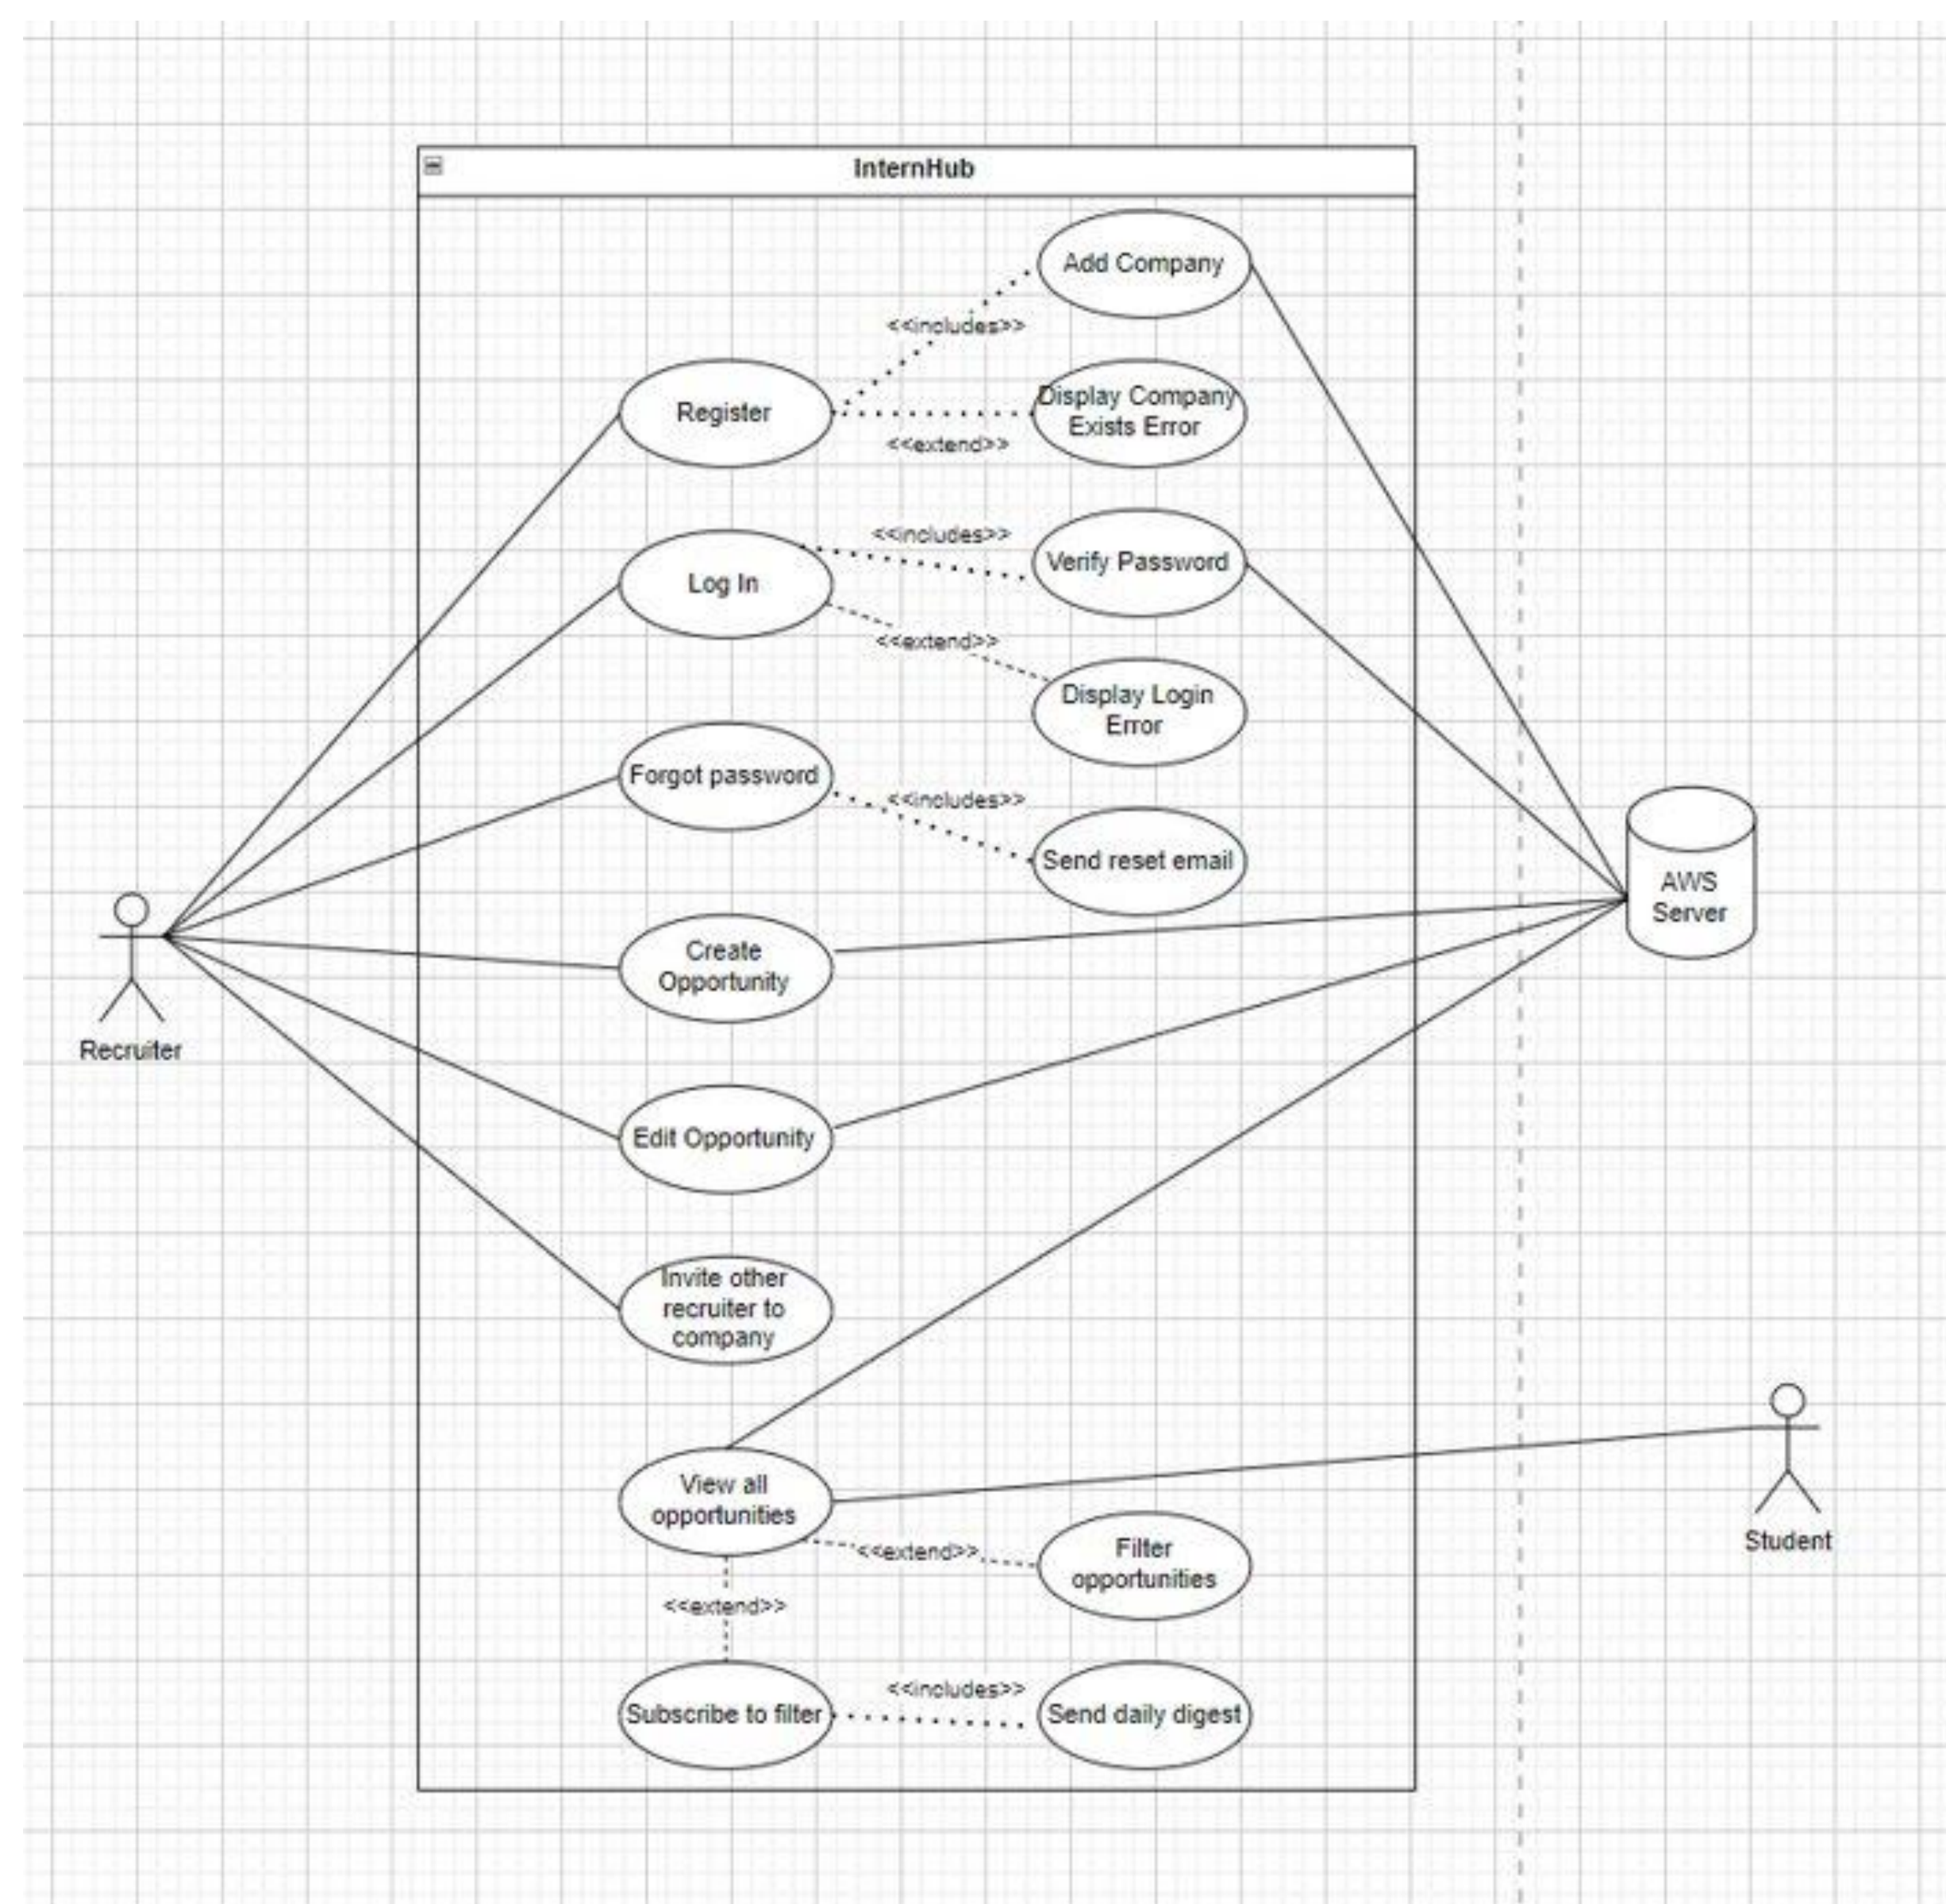 InternHub
Add Company
<<includes>>
Register
Display Company
Exists Error
<<extend>>
<<includes>>
Verify Password
Log In
<<extend>>
Display Login
Error
Forgot password
<<includes>>
Send reset email
AWS
Server
Create
Opportunity
Recruiter
Edit Opportunity
Invite other
recruiter to
company
View all
opportunities
<<extend>>
Filter
opportunities
Student
<<extend>>
<<includes>>
Subscribe to filter
Send daily digest